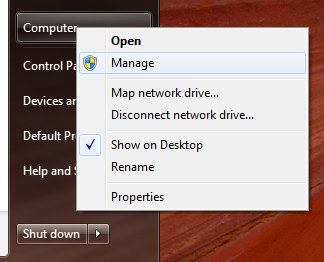 Computer
Open
Manage
Control Pa
Map network drive...
Devices an
Disconnect network drive...
Default Pr
Show on Desktop
Help and S
Rename
Properties
Shut down